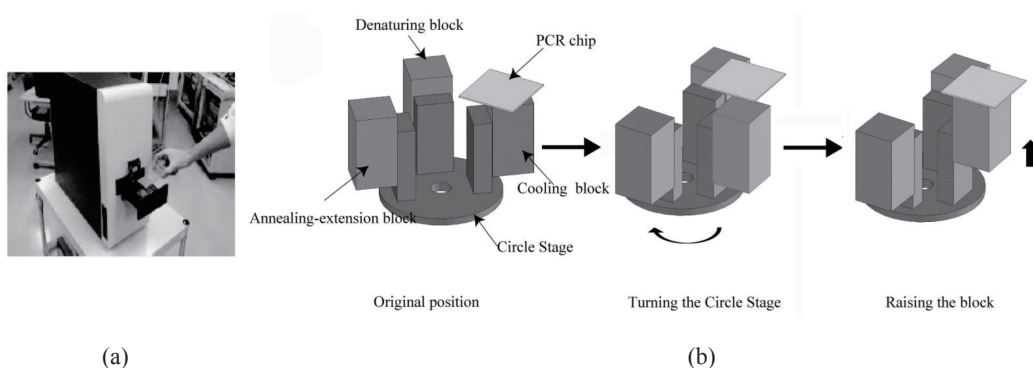 Denaturing block
PCR chip
Cooling block
Annealing-extension block
Circle Stage
Original position
Turning the Circle Stage
Raising the block
(a)
(b)